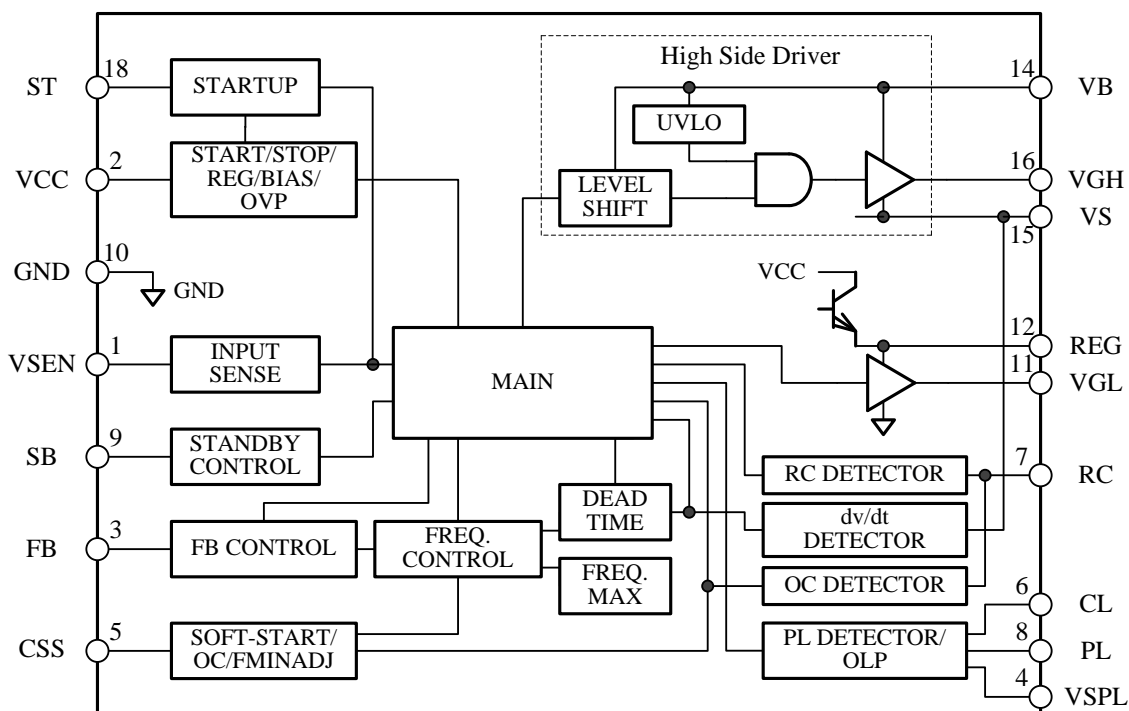 High Side Driver
18
ST
STARTUP
14
VB
UVLO
2
VCC
START/STOP/
REG/BIAS/
OVP
16
VGH
LEVEL
SHIFT
VS
15
10
GND
GND
VCC
12
REG
1
VSEN
INPUT
SENSE
MAIN
11
VGL
9
SB
STANDBY
CONTROL
7
RC
RC DETECTOR
DEAD
TIME
dv/dt
DETECTOR
3
FB
FB CONTROL
FREQ.
CONTROL
FREQ.
MAX
OC DETECTOR
6
CL
5
CSS
SOFT-START/
OC/FMINADJ
PL DETECTOR/
OLP
8
PL
4
VSPL